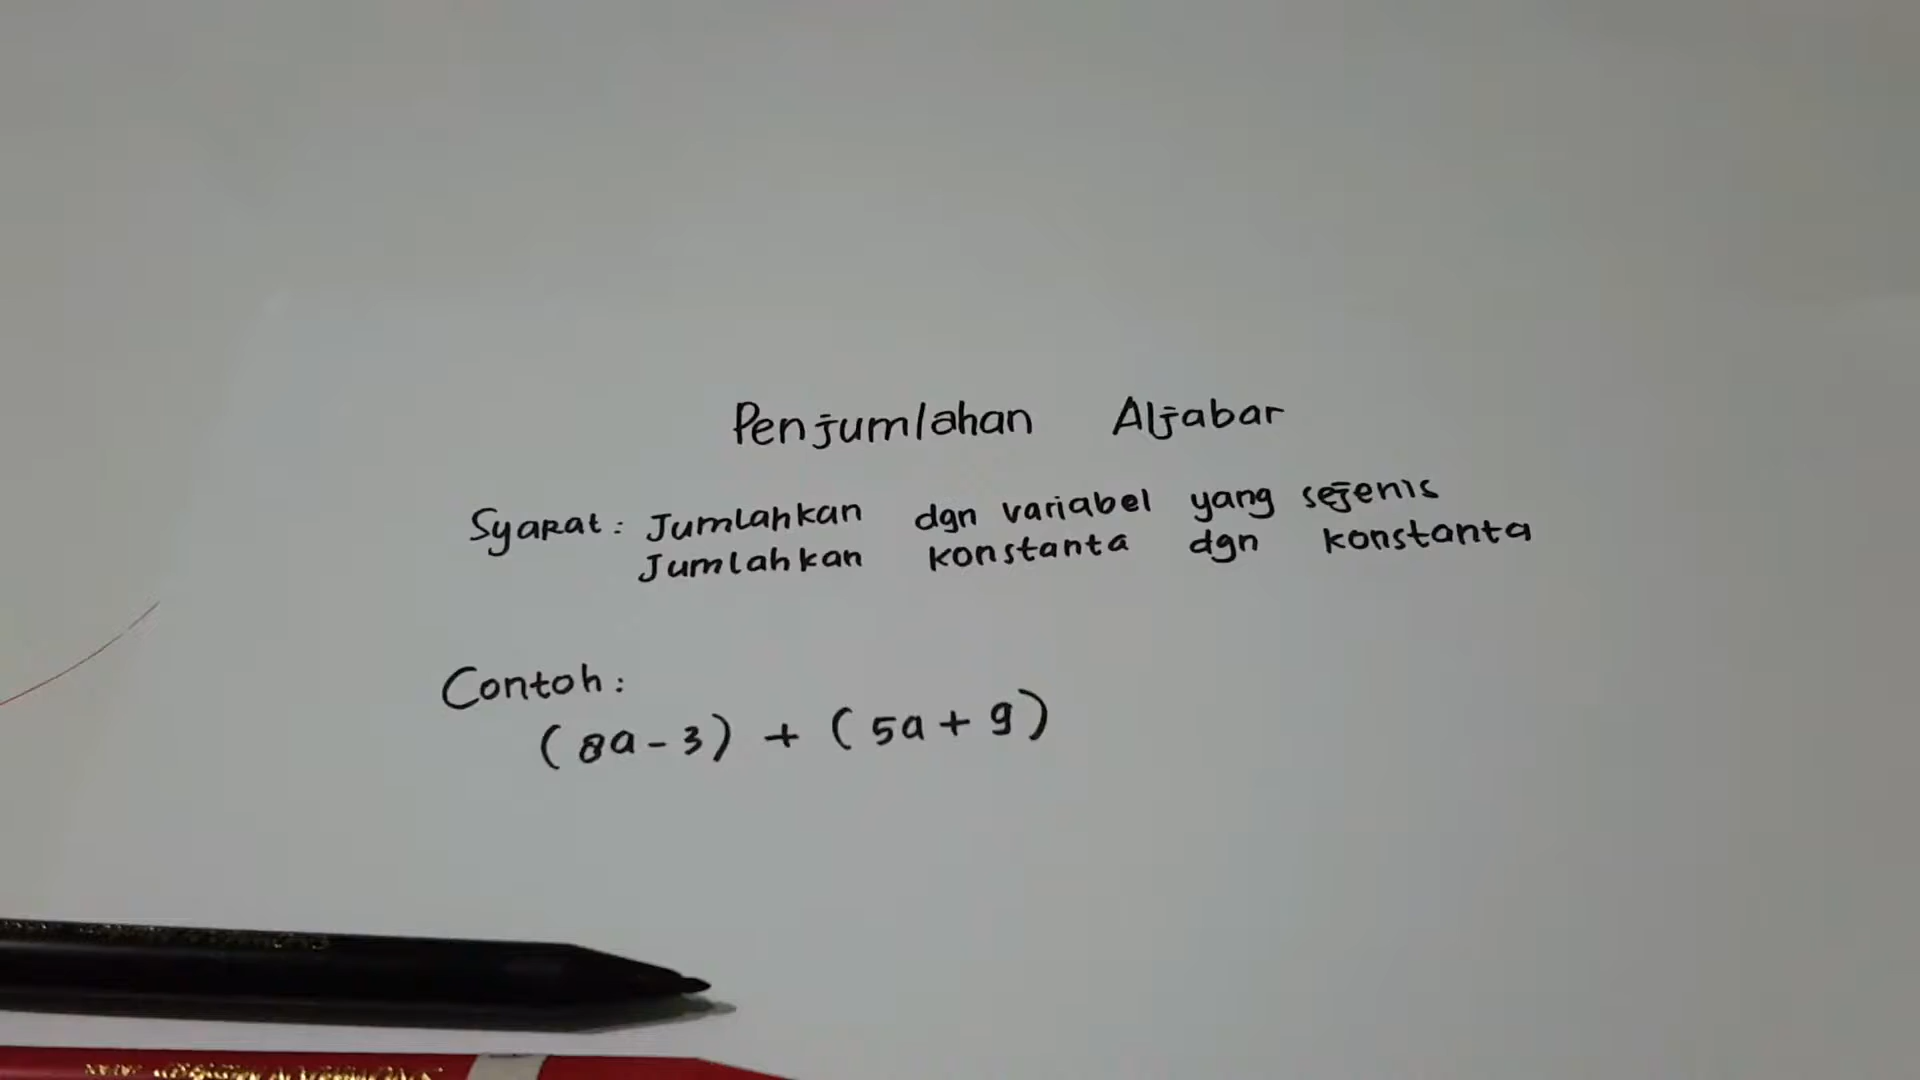 Penjumlahan Aljabar
Syarat: Jumlahkan dgn variabel yang sejenis
Jumlahkan konstanta dgn konstanta
Contoh:
(8a-3) + (5a+9)